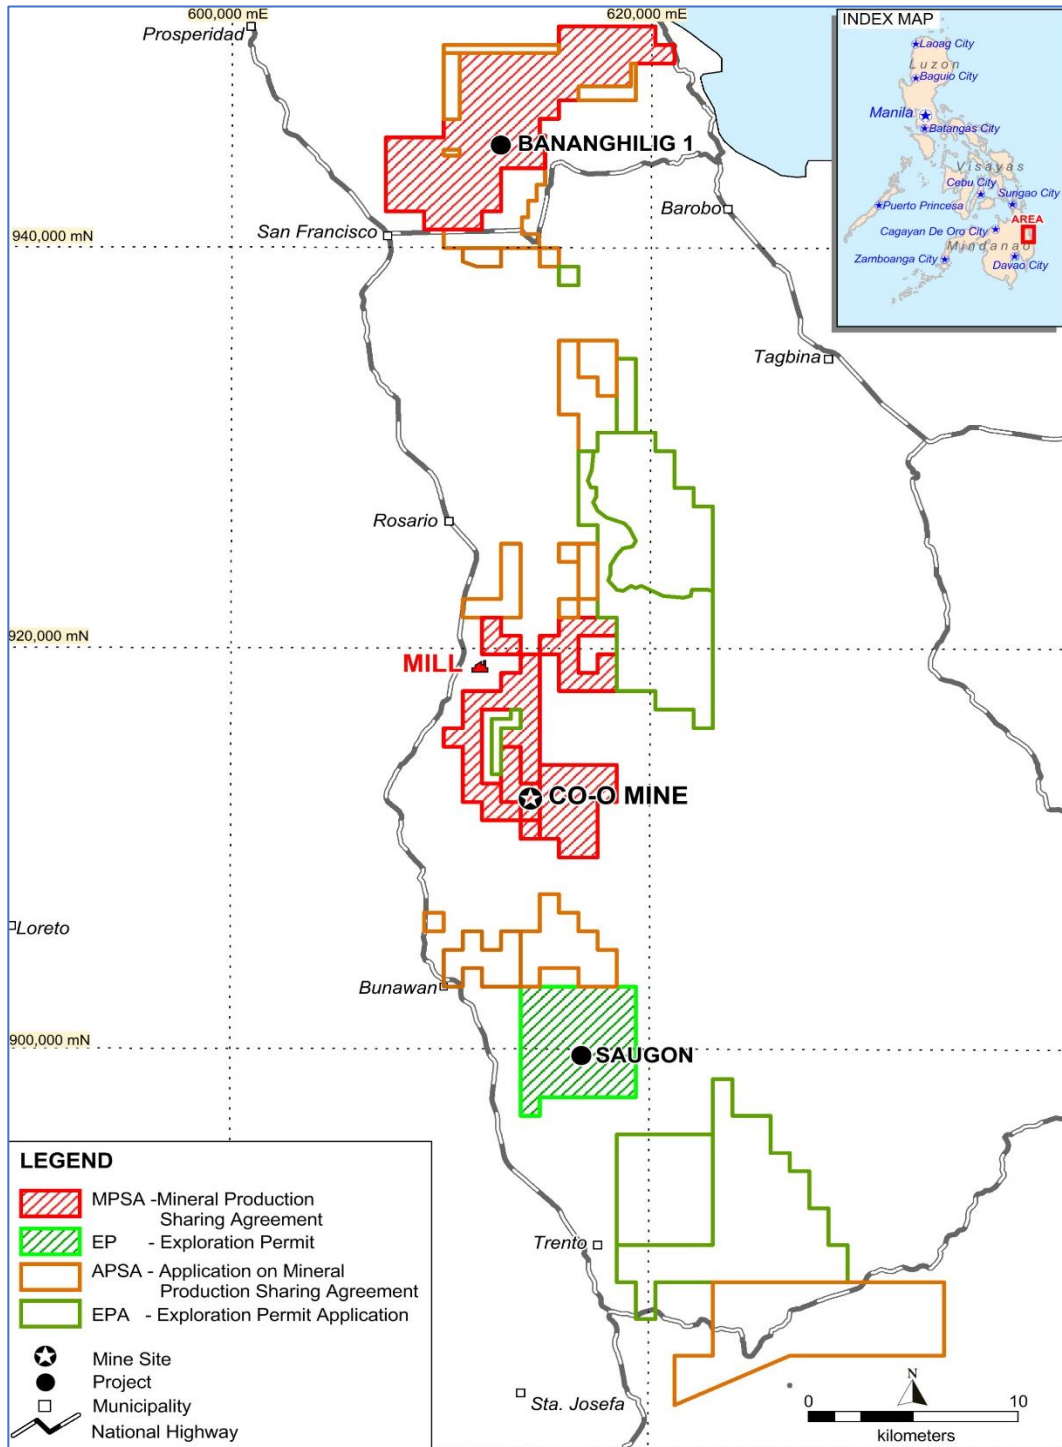 600,000 mE
620,000 mE
Prosperidad
INDEX MAP
Laoag City
Luzon
Baguio City
Manila
Batangas City
Visayas
Cebu City
Surigao City
Puerto Princesa
AREA
Cagayan De Oro City
Mindanao
Zamboanga City
Davao City
BANANGHILIG 1
Barobo
San Francisco
940,000 mN
Tagbina
Rosario
920,000 mN
MILL
CO-O MINE
Loreto
Bunawan
900,000 mN
SAUGON
LEGEND
MPSA -Mineral Production
Sharing Agreement
EP - Exploration Permit
APSA - Application on Mineral
Production Sharing Agreement
EPA - Exploration Permit Application
Mine Site
Project
Municipality
National Highway
Trento
Sta. Josefa
N
0 10
kilometers